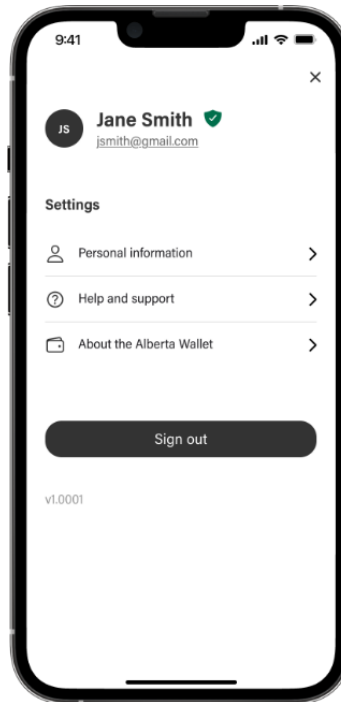 9:41
JS
Jane Smith
jsmith@gmail.com
Settings
Personal information
Help and support
About the Alberta Wallet
Sign out
v1.0001